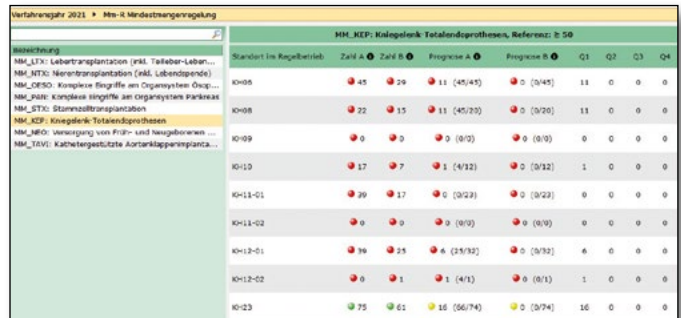 Verfahrensjahr 2021 ▸ Mm-R Mindestmengenregelung
MM_KEP: Kniegelenk-Totalendoprothesen, Referenz: ≥ 50
Bezeichnung
MM_LTX: Lebertransplantation (inkl. Teilleber-Leben...
MM_NTX: Nierentransplantation (inkl. Lebendspende)
MM_OESO: Komplexe Eingriffe am Organsystem Ösop...
MM_PAN: Komplexe Eingriffe am Organsystem Pankreas
MM_STX: Stammzelltransplantation
MM_KEP: Kniegelenk-Totalendoprothesen
MM_NEO: Versorgung von Früh- und Neugeborenen ...
MM_TAVI: Kathetergestützte Aortenklappenimplanta...
Standort im Regelbetrieb Zahl A Zahl B Prognose A Prognose B Q1 Q2 Q3 Q4
KH06 45 29 11 (45/45) 0 (0/45) 11 0 0 0
KH08 22 15 11 (45/20) 0 (0/20) 11 0 0 0
KH09 0 0 0 (0/0) 0 (0/0) 0 0 0 0
KH10 17 7 1 (4/12) 0 (0/12) 1 0 0 0
KH11-01 39 17 0 (0/23) 0 (0/23) 0 0 0 0
KH11-02 0 0 0 (0/0) 0 (0/0) 0 0 0 0
KH12-01 39 25 6 (25/32) 0 (0/32) 6 0 0 0
KH12-02 0 1 1 (4/1) 0 (0/1) 1 0 0 0
KH23 75 61 16 (66/74) 0 (0/74) 16 0 0 0